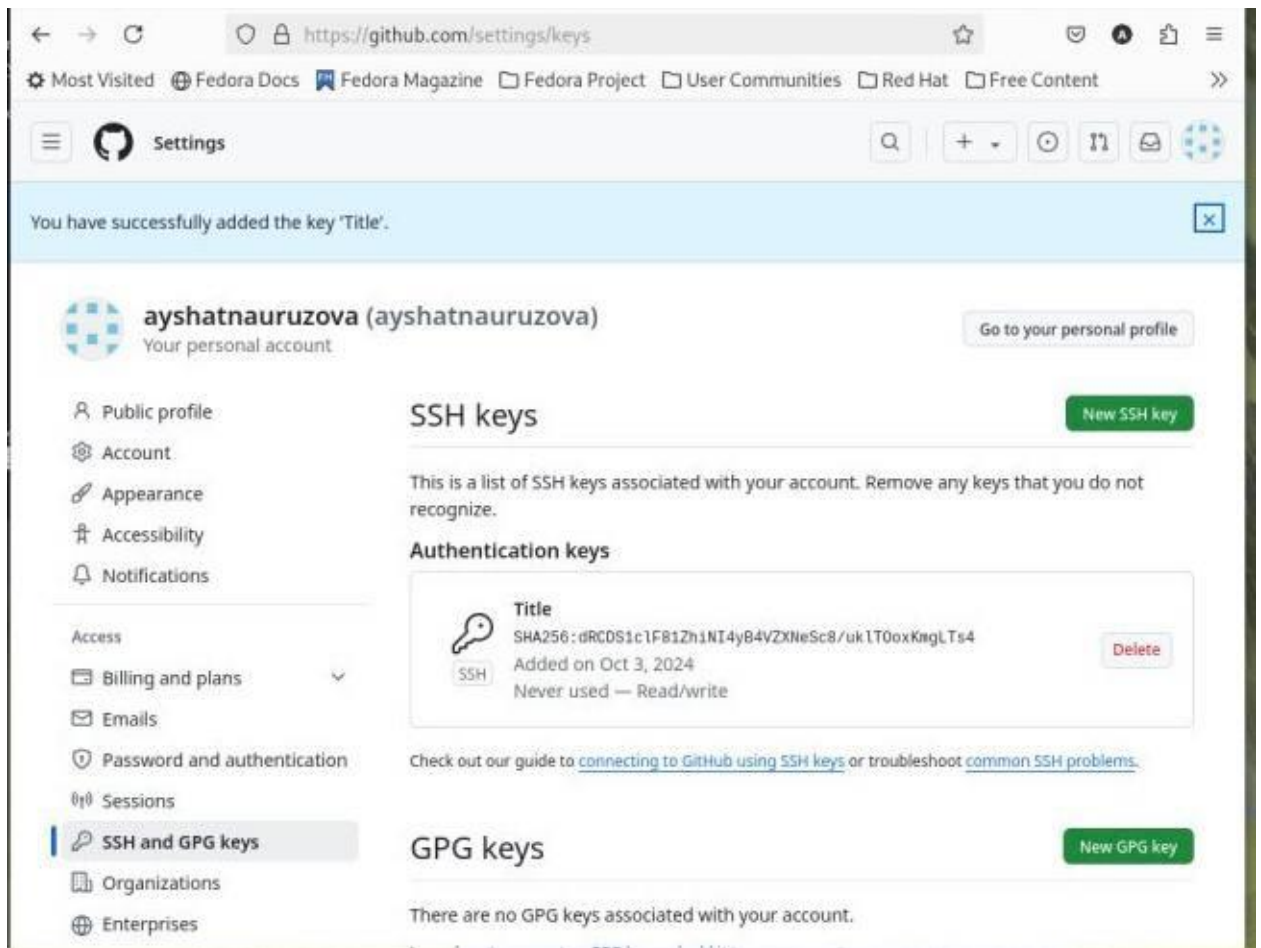 https://github.com/settings/keys
Most Visited Fedora Docs Fedora Magazine Fedora Project User Communities Red Hat Free Content
Settings
You have successfully added the key 'Title'.
ayshatnauruzova (ayshatnauruzova)
Your personal account
Go to your personal profile
Public profile
Account
Appearance
Accessibility
Notifications
Access
Billing and plans
Emails
Password and authentication
Sessions
SSH and GPG keys
Organizations
Enterprises
SSH keys
New SSH key
This is a list of SSH keys associated with your account. Remove any keys that you do not
recognize.
Authentication keys
Title
SHA256:dRCDS1clF81ZhiNI4yB4VZXNeSc8/uklTOoxKmgLTs4
Added on Oct 3, 2024
Never used — Read/write
SSH
Delete
Check out our guide to connecting to GitHub using SSH keys or troubleshoot common SSH problems.
GPG keys
New GPG key
There are no GPG keys associated with your account.